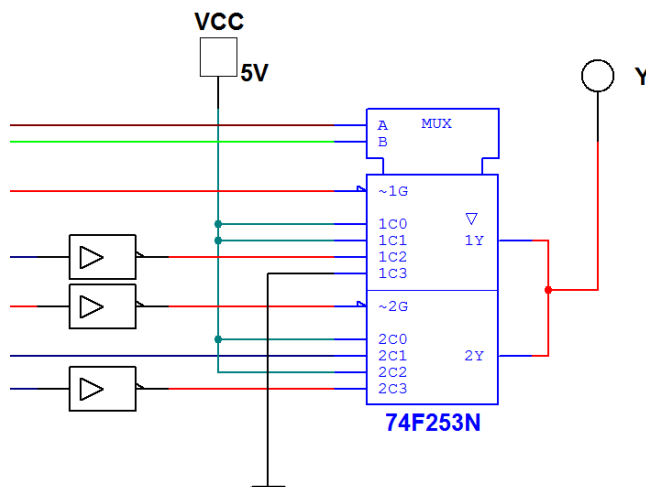 VCC
5V
Y
A
MUX
B
~1G
1C0
1C1
1Y
1C2
1C3
~2G
2C0
2C1
2Y
2C2
2C3
74F253N